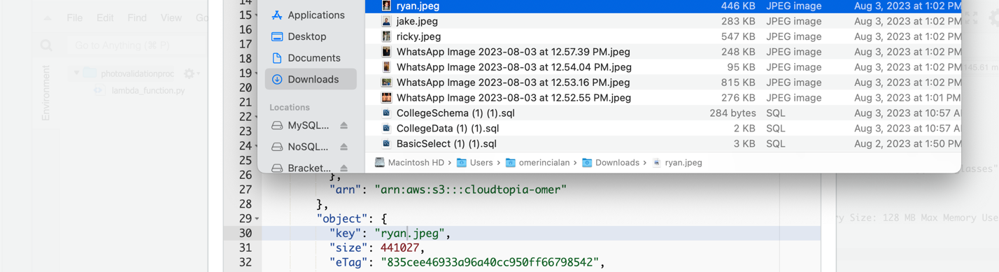 File Edit Find View Go
Go to Anything (⌘ P)
Environment
photovalidationproc
lambda_function.py
14
15
16
17
18
19
20
21
22
23
24
Applications
Desktop
Documents
Downloads
Locations
MySQL...
NoSQL...
Bracket...
ryan.jpeg 446 KB JPEG image Aug 3, 2023 at 1:02 PM
jake.jpeg 283 KB JPEG image Aug 3, 2023 at 1:02 PM
ricky.jpeg 547 KB JPEG image Aug 3, 2023 at 1:02 PM
WhatsApp Image 2023-08-03 at 12.57.39 PM.jpeg 248 KB JPEG image Aug 3, 2023 at 1:02 PM
WhatsApp Image 2023-08-03 at 12.54.04 PM.jpeg 95 KB JPEG image Aug 3, 2023 at 1:02 PM
WhatsApp Image 2023-08-03 at 12.53.16 PM.jpeg 815 KB JPEG image Aug 3, 2023 at 1:02 PM
WhatsApp Image 2023-08-03 at 12.52.55 PM.jpeg 276 KB JPEG image Aug 3, 2023 at 1:01 PM
CollegeSchema (1) (1).sql 284 bytes SQL Aug 3, 2023 at 10:57 A
CollegeData (1) (1).sql 2 KB SQL Aug 3, 2023 at 10:57 A
BasicSelect (1) (1).sql 3 KB SQL Aug 2, 2023 at 1:50 PM
Macintosh HD › Users › omerincialan › Downloads › ryan.jpeg
145.61 m
lasses"
y Size: 128 MB Max Memory Use
25
26 },
27 "arn": "arn:aws:s3:::cloudtopia-omer"
28 },
29 "object": {
30 "key": "ryan.jpeg",
31 "size": 441027,
32 "eTag": "835cee46933a96a40cc950ff66798542",